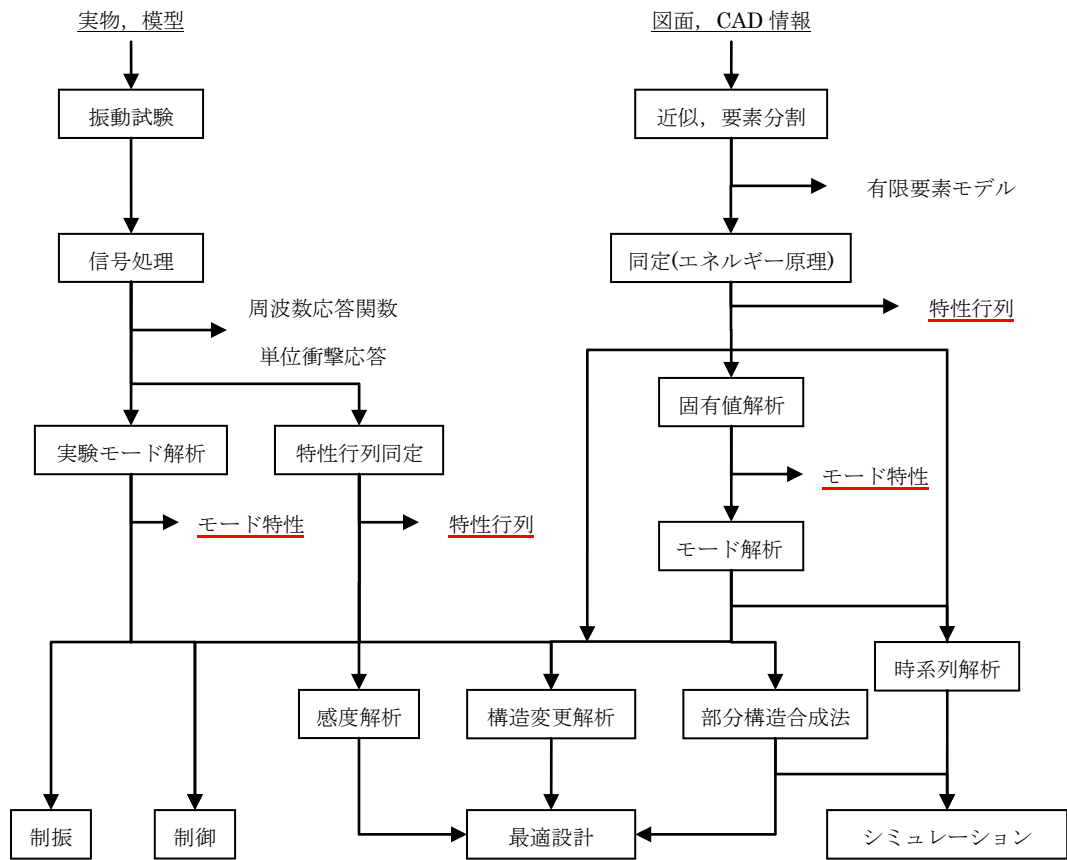 実物，模型
図面，CAD 情報
振動試験
近似，要素分割
有限要素モデル
信号処理
同定(エネルギー原理)
周波数応答関数
特性行列
単位衝撃応答
固有値解析
実験モード解析
特性行列同定
モード特性
モード特性
特性行列
モード解析
時系列解析
感度解析
構造変更解析
部分構造合成法
制振
制御
最適設計
シミュレーション